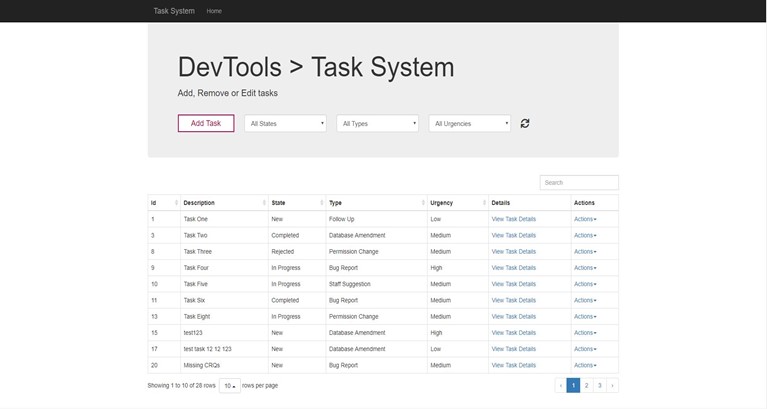 Task System Home
DevTools > Task System
Add, Remove or Edit tasks
Add Task All States All Types All Urgencies
Search
Id Description State Type Urgency Details Actions
1 Task One New Follow Up Low View Task Details Actions
3 Task Two Completed Database Amendment Medium View Task Details Actions
8 Task Three Rejected Permission Change Medium View Task Details Actions
9 Task Four In Progress Bug Report High View Task Details Actions
10 Task Five In Progress Staff Suggestion Medium View Task Details Actions
11 Task Six Completed Bug Report Medium View Task Details Actions
13 Task Eight In Progress Permission Change Medium View Task Details Actions
15 test123 New Database Amendment High View Task Details Actions
17 test task 12 12 123 New Database Amendment Low View Task Details Actions
20 Missing CRQs New Bug Report Medium View Task Details Actions
Showing 1 to 10 of 28 rows 10 rows per page ‹ 1 2 3 ›